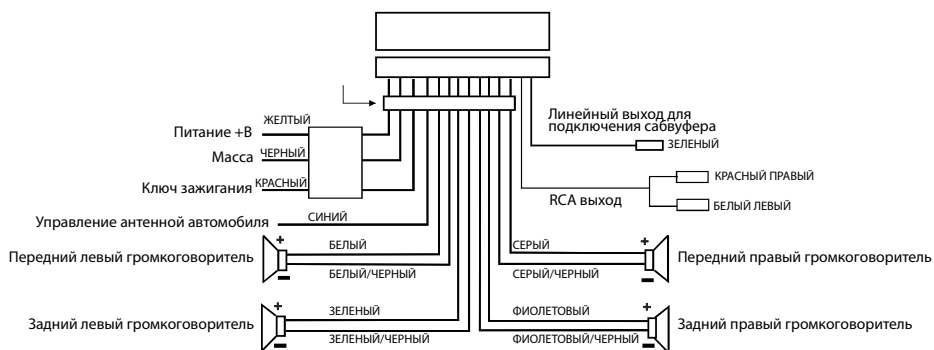 Линейный выход для
подключения сабвуфера
ЖЕЛТЫЙ
Питание +В
ЗЕЛЕНЫЙ
Масса
ЧЕРНЫЙ
КРАСНЫЙ ПРАВЫЙ
Ключ зажигания
КРАСНЫЙ
RCA выход
БЕЛЫЙ ЛЕВЫЙ
Управление антенной автомобиля
СИНИЙ
+
БЕЛЫЙ
СЕРЫЙ
+
Передний левый громкоговоритель
Передний правый громкоговоритель
БЕЛЫЙ/ЧЕРНЫЙ
СЕРЫЙ/ЧЕРНЫЙ
+
ЗЕЛЕНЫЙ
ФИОЛЕТОВЫЙ
+
Задний левый громкоговоритель
Задний правый громкоговоритель
ЗЕЛЕНЫЙ/ЧЕРНЫЙ
ФИОЛЕТОВЫЙ/ЧЕРНЫЙ